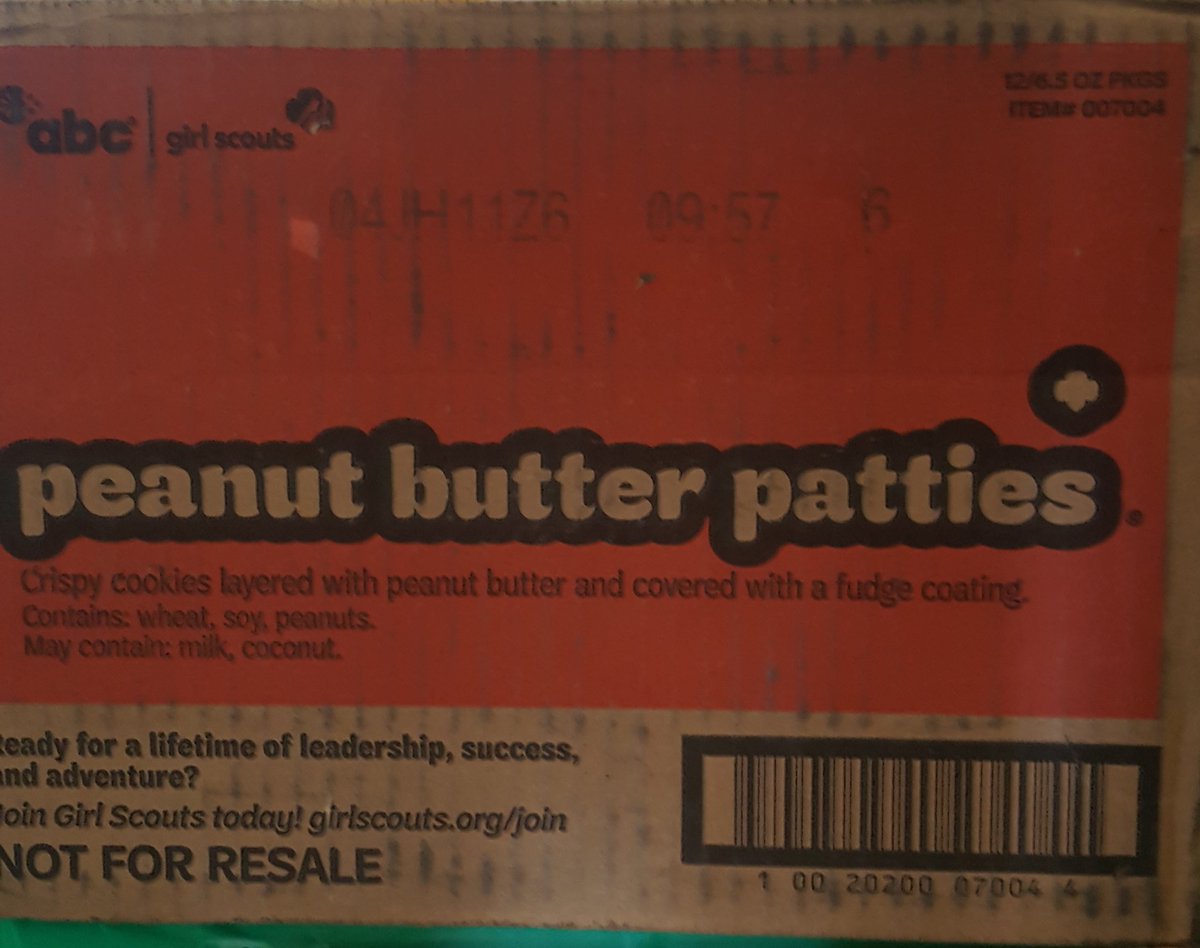 abc® | girl scouts
12/6.5 OZ PKGS
ITEM# 007004
09:57 6
peanut butter patties®
Crispy cookies layered with peanut butter and covered with a fudge coating.
Contains: wheat, soy, peanuts.
May contain: milk, coconut.
eady for a lifetime of leadership, success,
nd adventure?
Join Girl Scouts today! girlscouts.org/join
NOT FOR RESALE
1 00 20200 07004 4